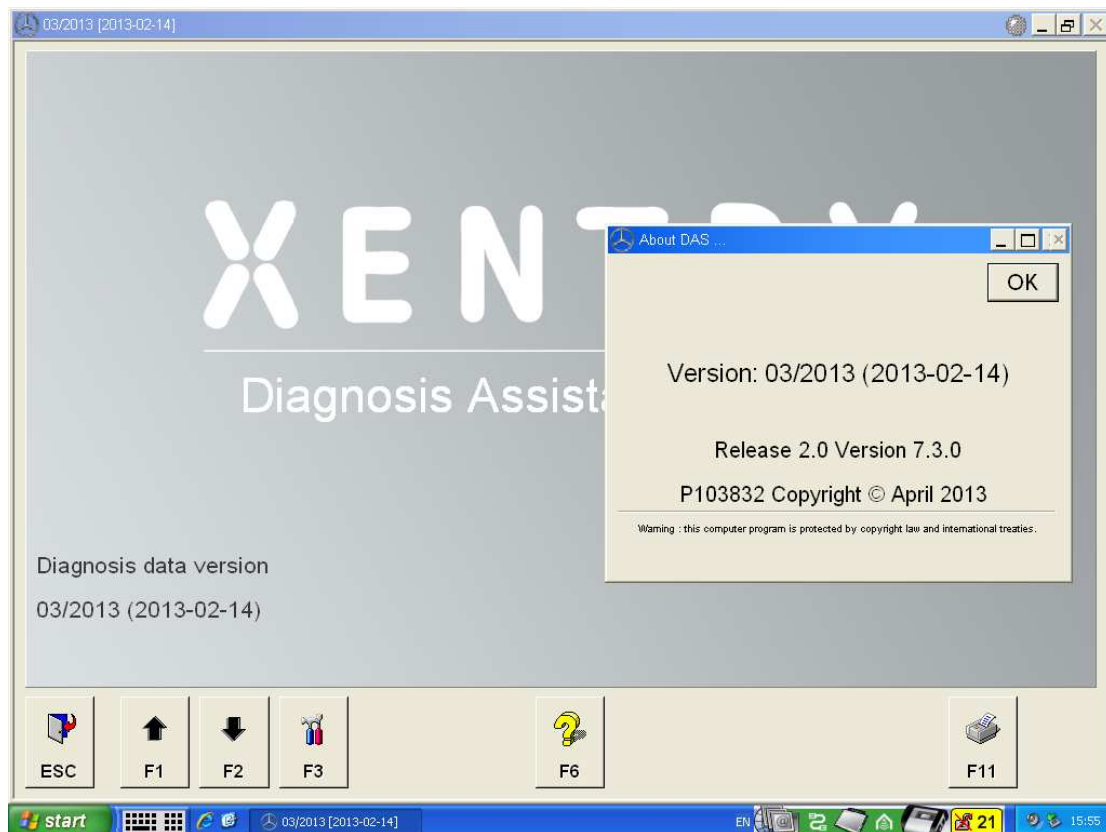 03/2013 [2013-02-14]
XEN
Diagnosis Assist
About DAS ...
OK
Version: 03/2013 (2013-02-14)
Release 2.0 Version 7.3.0
P103832 Copyright © April 2013
Warning : this computer program is protected by copyright law and international treaties.
Diagnosis data version
03/2013 (2013-02-14)
ESC
F1
F2
F3
F6
F11
start
03/2013 [2013-02-14]
EN
21
15:55